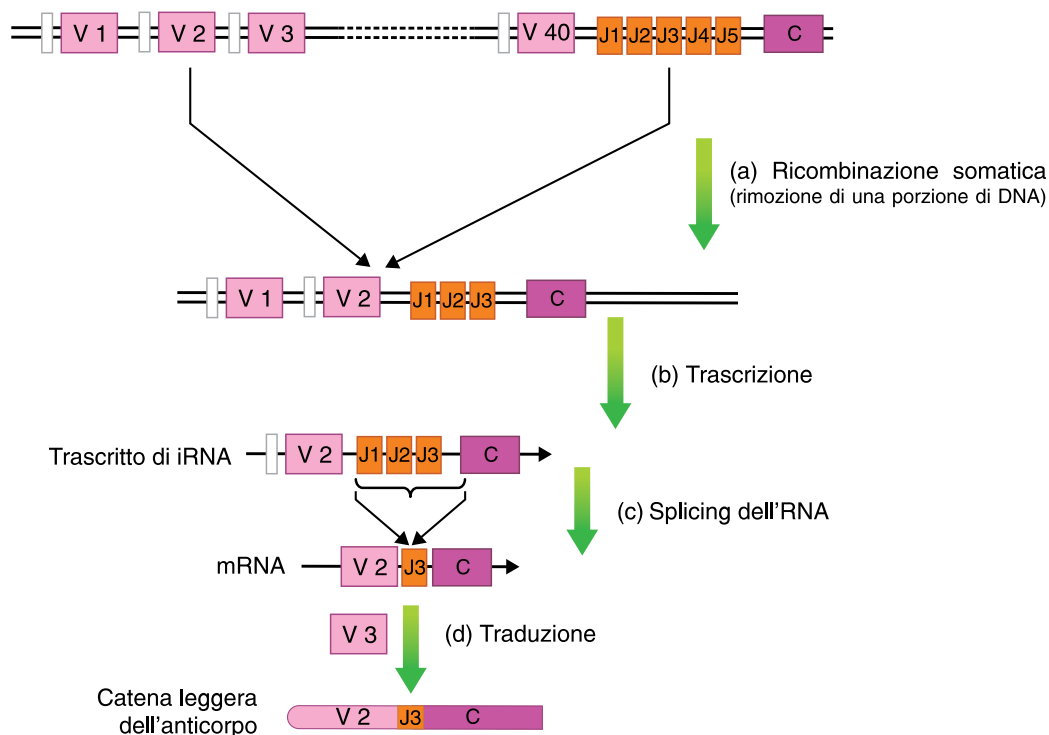 V 1 V 2 V 3 V 40 J1 J2 J3 J4 J5 C
(a) Ricombinazione somatica
(rimozione di una porzione di DNA)
V 1 V 2 J1 J2 J3 C
(b) Trascrizione
Trascritto di iRNA V 2 J1 J2 J3 C
(c) Splicing dell'RNA
mRNA V 2 J3 C
V 3 (d) Traduzione
Catena leggera
dell'anticorpo
V 2 J3 C